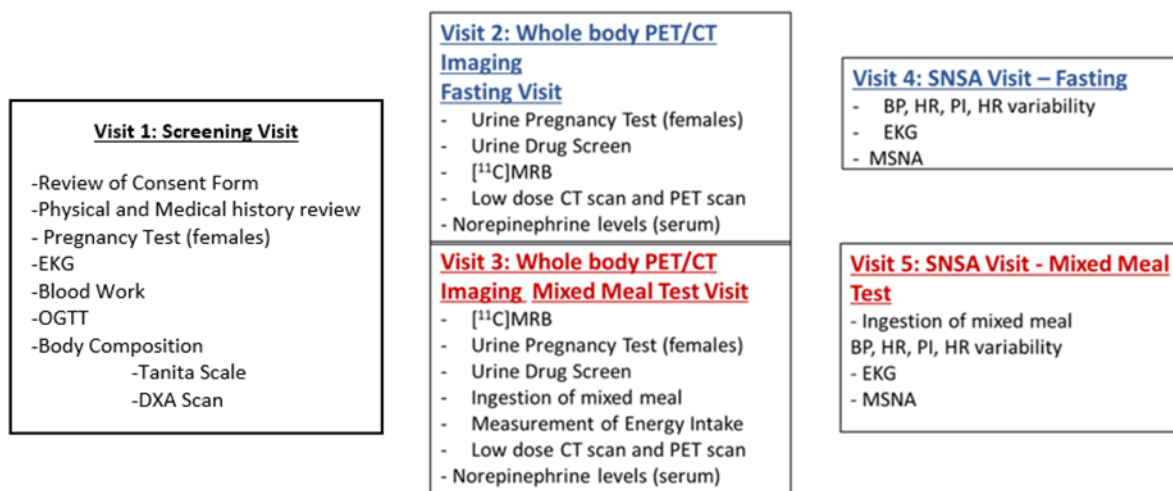 Visit 1: Screening Visit
-Review of Consent Form
-Physical and Medical history review
- Pregnancy Test (females)
-EKG
-Blood Work
-OGTT
-Body Composition
-Tanita Scale
-DXA Scan
Visit 2: Whole body PET/CT
Imaging
Fasting Visit
- Urine Pregnancy Test (females)
- Urine Drug Screen
- [¹¹C]MRB
- Low dose CT scan and PET scan
- Norepinephrine levels (serum)
Visit 3: Whole body PET/CT
Imaging Mixed Meal Test Visit
- [¹¹C]MRB
- Urine Pregnancy Test (females)
- Urine Drug Screen
- Ingestion of mixed meal
- Measurement of Energy Intake
- Low dose CT scan and PET scan
- Norepinephrine levels (serum)
Visit 4: SNSA Visit – Fasting
- BP, HR, PI, HR variability
- EKG
- MSNA
Visit 5: SNSA Visit - Mixed Meal
Test
- Ingestion of mixed meal
BP, HR, PI, HR variability
- EKG
- MSNA